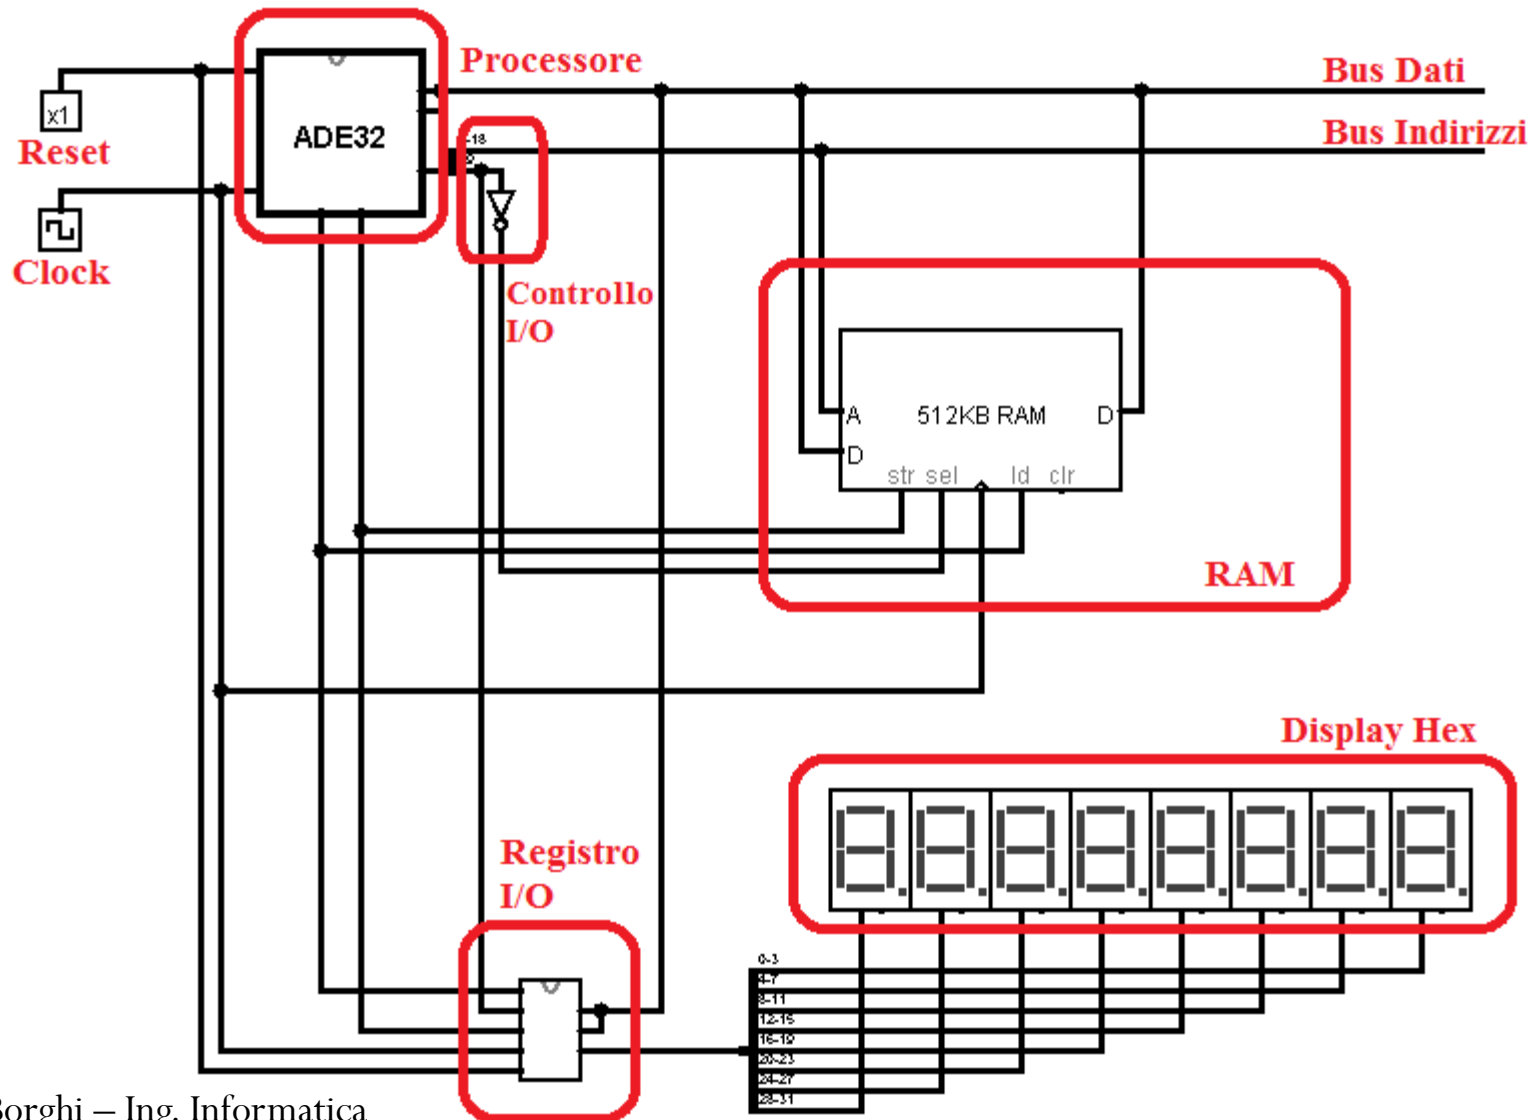 Processore
Bus Dati
x1
ADE32
Reset
-18
Bus Indirizzi
Clock
Controllo
I/O
A
512KB RAM
D
D
str sel ld clr
RAM
Display Hex
Registro
I/O
0-3
4-7
8-11
12-15
16-19
20-23
24-27
28-31
Borghi – Ing. Informatica